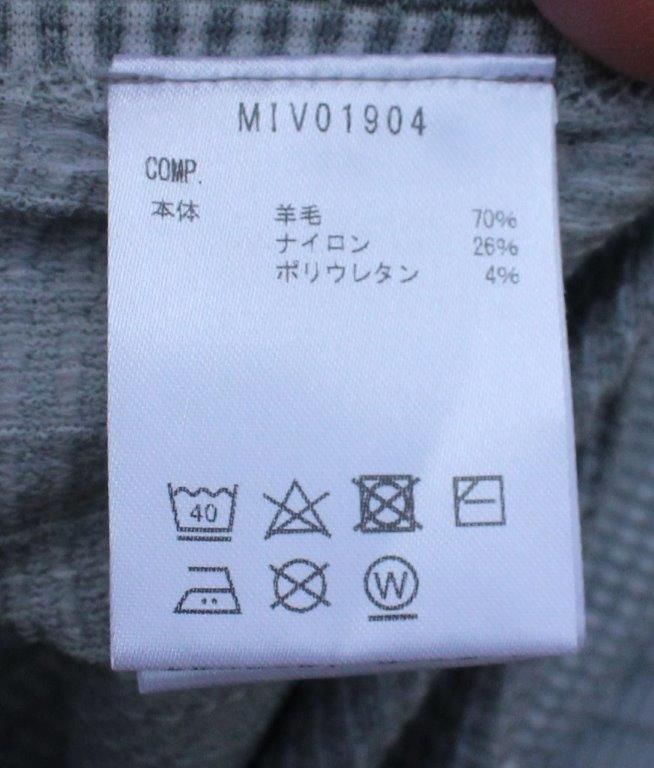 MIV01904
COMP.
本体 羊毛 70%
ナイロン 26%
ポリウレタン 4%
40
W